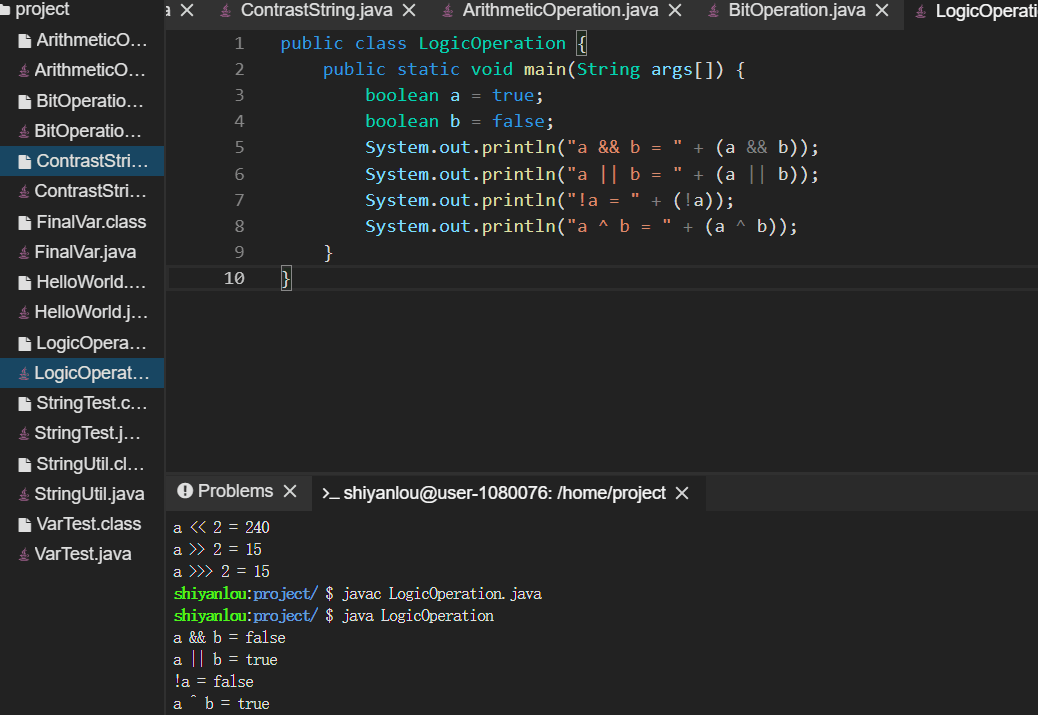 project
a ContrastString.java ArithmeticOperation.java BitOperation.java LogicOperati
ArithmeticO...
ArithmeticO...
BitOperatio...
BitOperatio...
ContrastStri...
ContrastStri...
FinalVar.class
FinalVar.java
HelloWorld....
HelloWorld.j...
LogicOpera...
LogicOperat...
StringTest.c...
StringTest.j...
StringUtil.cl...
StringUtil.java
VarTest.class
VarTest.java
1 public class LogicOperation {
2 public static void main(String args[]) {
3 boolean a = true;
4 boolean b = false;
5 System.out.println("a && b = " + (a && b));
6 System.out.println("a || b = " + (a || b));
7 System.out.println("!a = " + (!a));
8 System.out.println("a ^ b = " + (a ^ b));
9 }
10 }
Problems >_ shiyanlou@user-1080076: /home/project
a << 2 = 240
a >> 2 = 15
a >>> 2 = 15
shiyanlou:project/ $ javac LogicOperation.java
shiyanlou:project/ $ java LogicOperation
a && b = false
a || b = true
!a = false
a ^ b = true